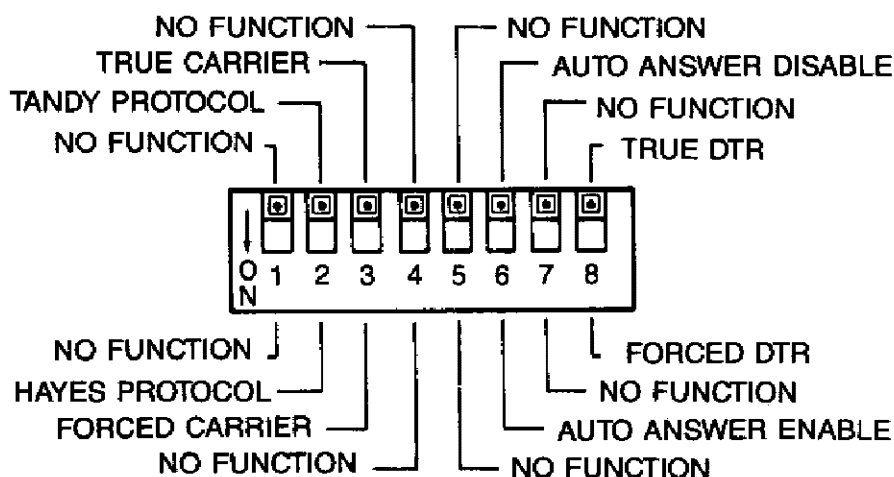 NO FUNCTION
NO FUNCTION
TRUE CARRIER
AUTO ANSWER DISABLE
TANDY PROTOCOL
NO FUNCTION
NO FUNCTION
TRUE DTR
ON
1 2 3 4 5 6 7 8
NO FUNCTION
FORCED DTR
HAYES PROTOCOL
NO FUNCTION
FORCED CARRIER
AUTO ANSWER ENABLE
NO FUNCTION
NO FUNCTION